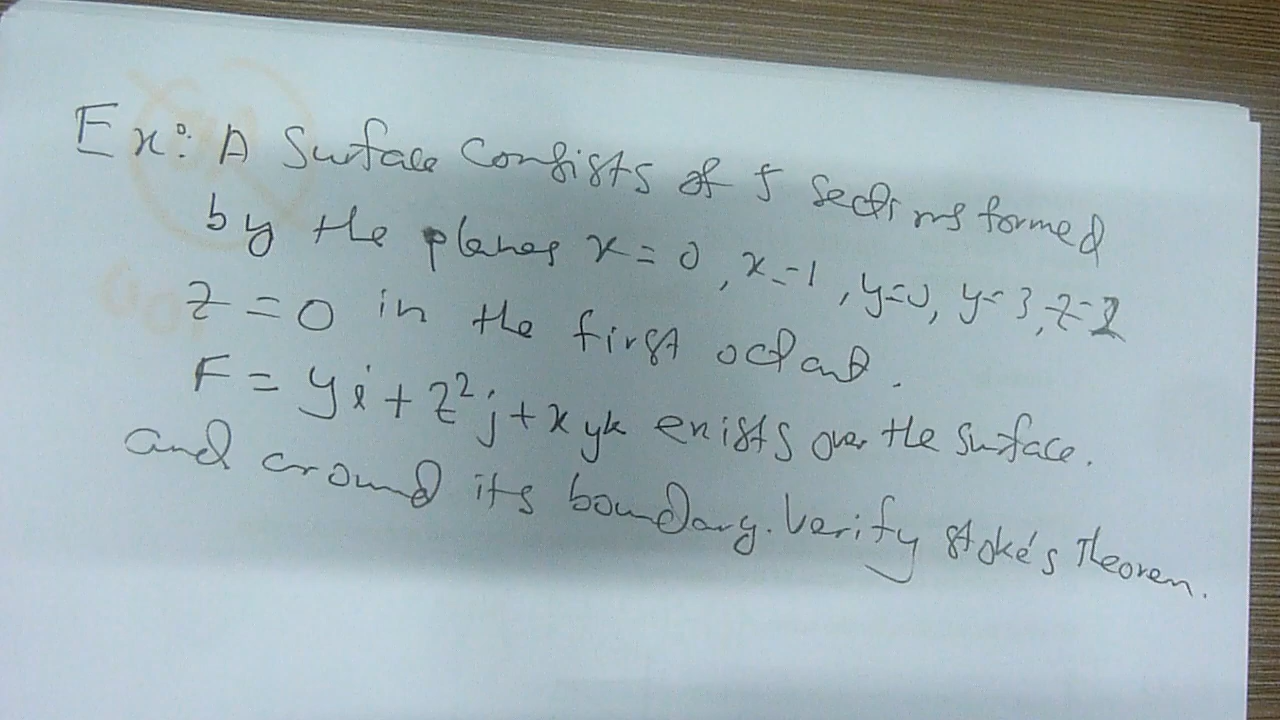 Ex: A Surface Consists of 5 Sections formed
by the planes x = 0, x = 1, y = 0, y = 3, z = 2
z = 0 in the first octant.
F = yi + z²j + xyk exists over the surface.
and around its boundary. Verify Stoke's Theorem.